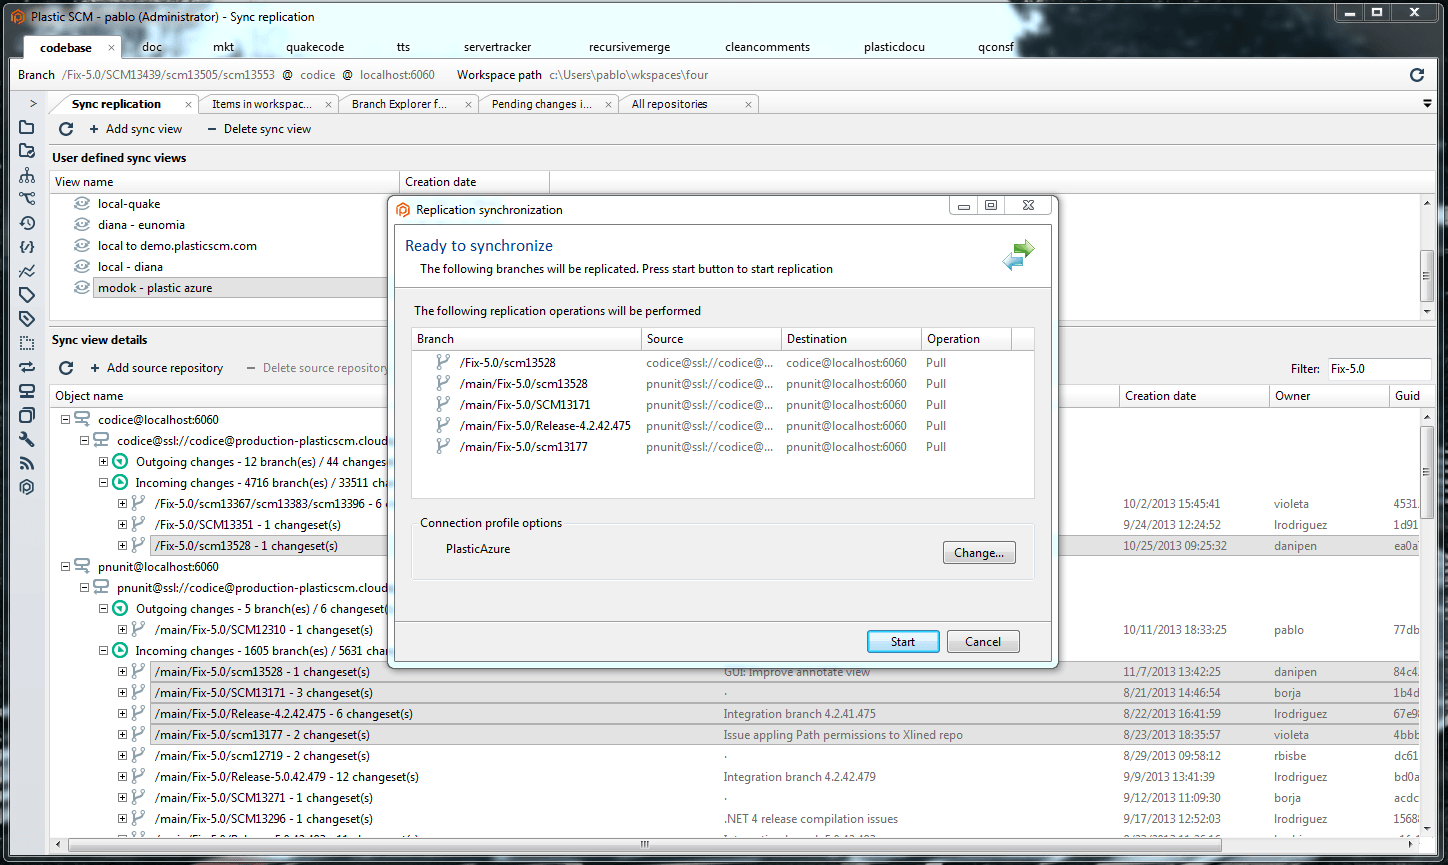 Plastic SCM - pablo (Administrator) - Sync replication
codebase doc mkt quakecode tts servertracker recursivemerge cleancomments plasticdocu qconsf
Branch /Fix-5.0/SCM13439/scm13505/scm13553 @ codice @ localhost:6060 Workspace path c:\Users\pablo\wkspaces\four
Sync replication Items in workspac... Branch Explorer f... Pending changes i... All repositories
+ Add sync view − Delete sync view
User defined sync views
View name Creation date
local-quake
diana - eunomia
local to demo.plasticscm.com
local - diana
modok - plastic azure
Replication synchronization
Ready to synchronize
The following branches will be replicated. Press start button to start replication
The following replication operations will be performed
Branch Source Destination Operation
/Fix-5.0/scm13528 codice@ssl://codice@... codice@localhost:6060 Pull
/main/Fix-5.0/scm13528 pnunit@ssl://codice@... pnunit@localhost:6060 Pull
/main/Fix-5.0/SCM13171 pnunit@ssl://codice@... pnunit@localhost:6060 Pull
/main/Fix-5.0/Release-4.2.42.475 pnunit@ssl://codice@... pnunit@localhost:6060 Pull
/main/Fix-5.0/scm13177 pnunit@ssl://codice@... pnunit@localhost:6060 Pull
Connection profile options
PlasticAzure
Change...
Start Cancel
Sync view details
+ Add source repository − Delete source repository
Filter: Fix-5.0
Object name Creation date Owner Guid
codice@localhost:6060
codice@ssl://codice@production-plasticscm.cloud
Outgoing changes - 12 branch(es) / 44 changes
Incoming changes - 4716 branch(es) / 33511 cha
/Fix-5.0/scm13367/scm13383/scm13396 - 6 c 10/2/2013 15:45:41 violeta 4531.
/Fix-5.0/SCM13351 - 1 changeset(s) 9/24/2013 12:24:52 lrodriguez 1d91
/Fix-5.0/scm13528 - 1 changeset(s) 10/25/2013 09:25:32 danipen ea0a
pnunit@localhost:6060
pnunit@ssl://codice@production-plasticscm.cloud
Outgoing changes - 5 branch(es) / 6 changeset(
/main/Fix-5.0/SCM12310 - 1 changeset(s) 10/11/2013 18:33:25 pablo 77db
Incoming changes - 1605 branch(es) / 5631 chan
/main/Fix-5.0/scm13528 - 1 changeset(s) GUI: Improve annotate view 11/7/2013 13:42:25 danipen 84c4
/main/Fix-5.0/SCM13171 - 3 changeset(s) . 8/21/2013 14:46:54 borja 1b4d
/main/Fix-5.0/Release-4.2.42.475 - 6 changeset(s) Integration branch 4.2.41.475 8/22/2013 16:41:59 lrodriguez 67e98
/main/Fix-5.0/scm13177 - 2 changeset(s) Issue appling Path permissions to Xlined repo 8/23/2013 18:35:57 violeta 4bbb
/main/Fix-5.0/scm12719 - 2 changeset(s) . 8/29/2013 09:58:12 rbisbe dc61
/main/Fix-5.0/Release-5.0.42.479 - 12 changeset(s) Integration branch 4.2.42.479 9/9/2013 13:41:39 lrodriguez bd0a
/main/Fix-5.0/SCM13271 - 1 changeset(s) . 9/12/2013 11:09:30 borja acdc
/main/Fix-5.0/SCM13296 - 1 changeset(s) .NET 4 release compilation issues 9/17/2013 12:52:03 lrodriguez 1568